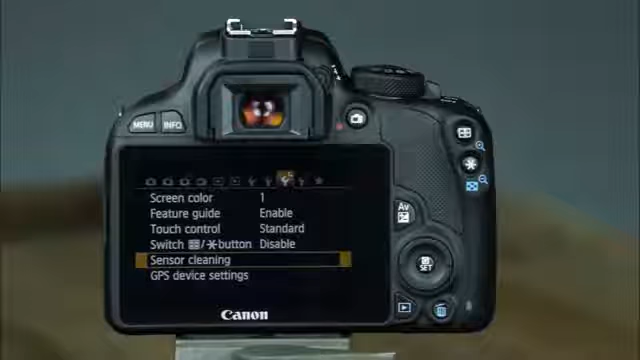 MENU INFO
Screen color 1
Feature guide Enable
Touch control Standard
Switch / button Disable
Sensor cleaning
GPS device settings
Av
SET
Canon